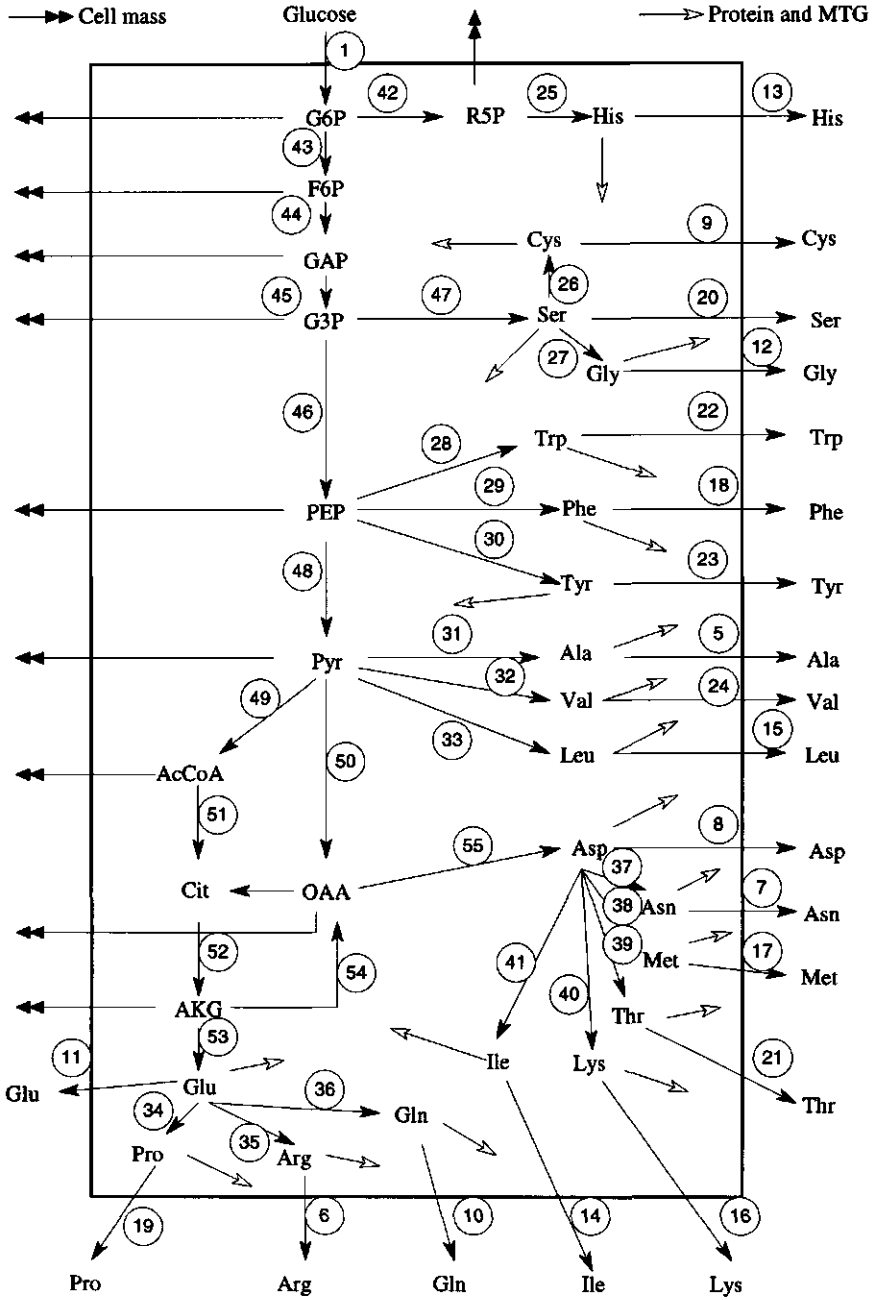 Cell mass Glucose Protein and MTG
1
42 25 13
G6P R5P His His
43
F6P
44 9
Cys Cys
GAP
45 47 26 20
G3P Ser Ser
27 12
Gly Gly
46 22
28 Trp Trp
29 18
PEP Phe Phe
30 23
48 Tyr Tyr
31 5
Pyr Ala Ala
32 24
49 Val Val
33 15
50 Leu Leu
AcCoA
51 55 8
Asp Asp
37 7
Cit OAA 38 Asn Asn
52 39 17
41 Met Met
54 40
AKG Thr
53 21
11 Ile Lys
Glu Glu 36 Thr
34 Gln
35
Pro Arg
19 6 10 14 16
Pro Arg Gln Ile Lys